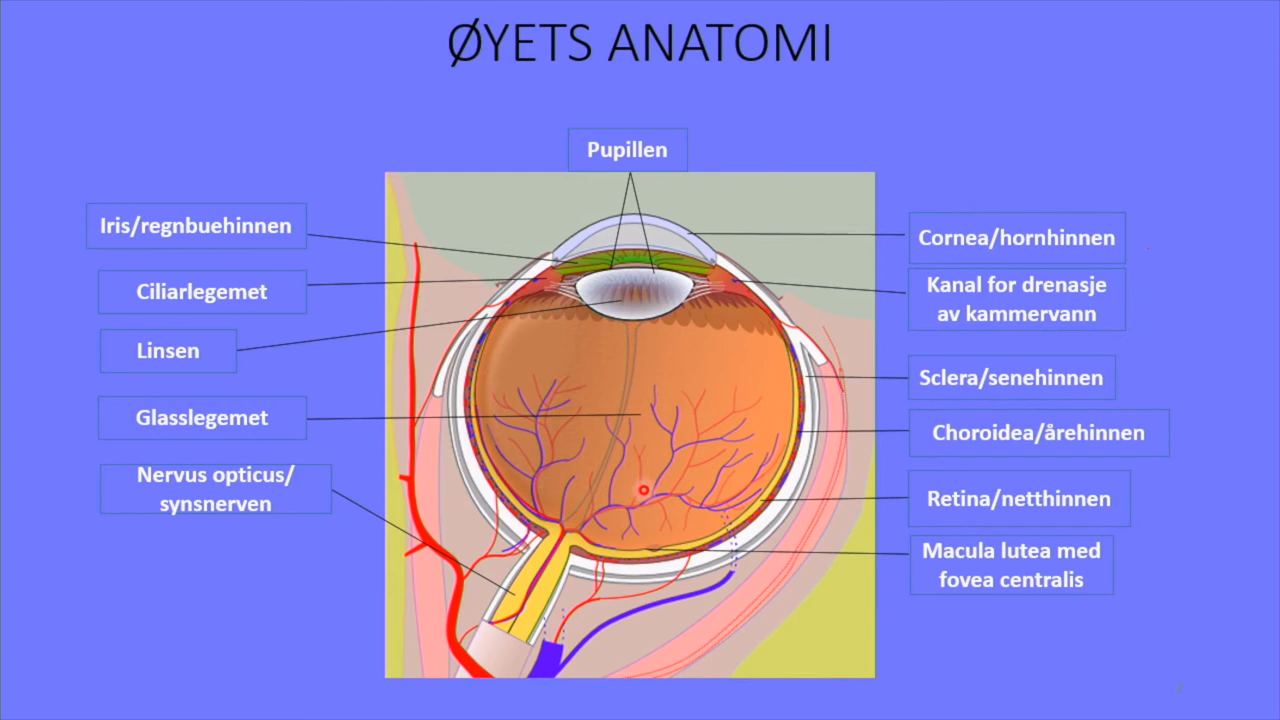 ØYETS ANATOMI
Pupillen
Iris/regnbuehinnen
Ciliarlegemet
Linsen
Glasslegemet
Nervus opticus/
synsnerven
Cornea/hornhinnen
Kanal for drenasje
av kammervann
Sclera/senehinnen
Choroidea/årehinnen
Retina/netthinnen
Macula lutea med
fovea centralis